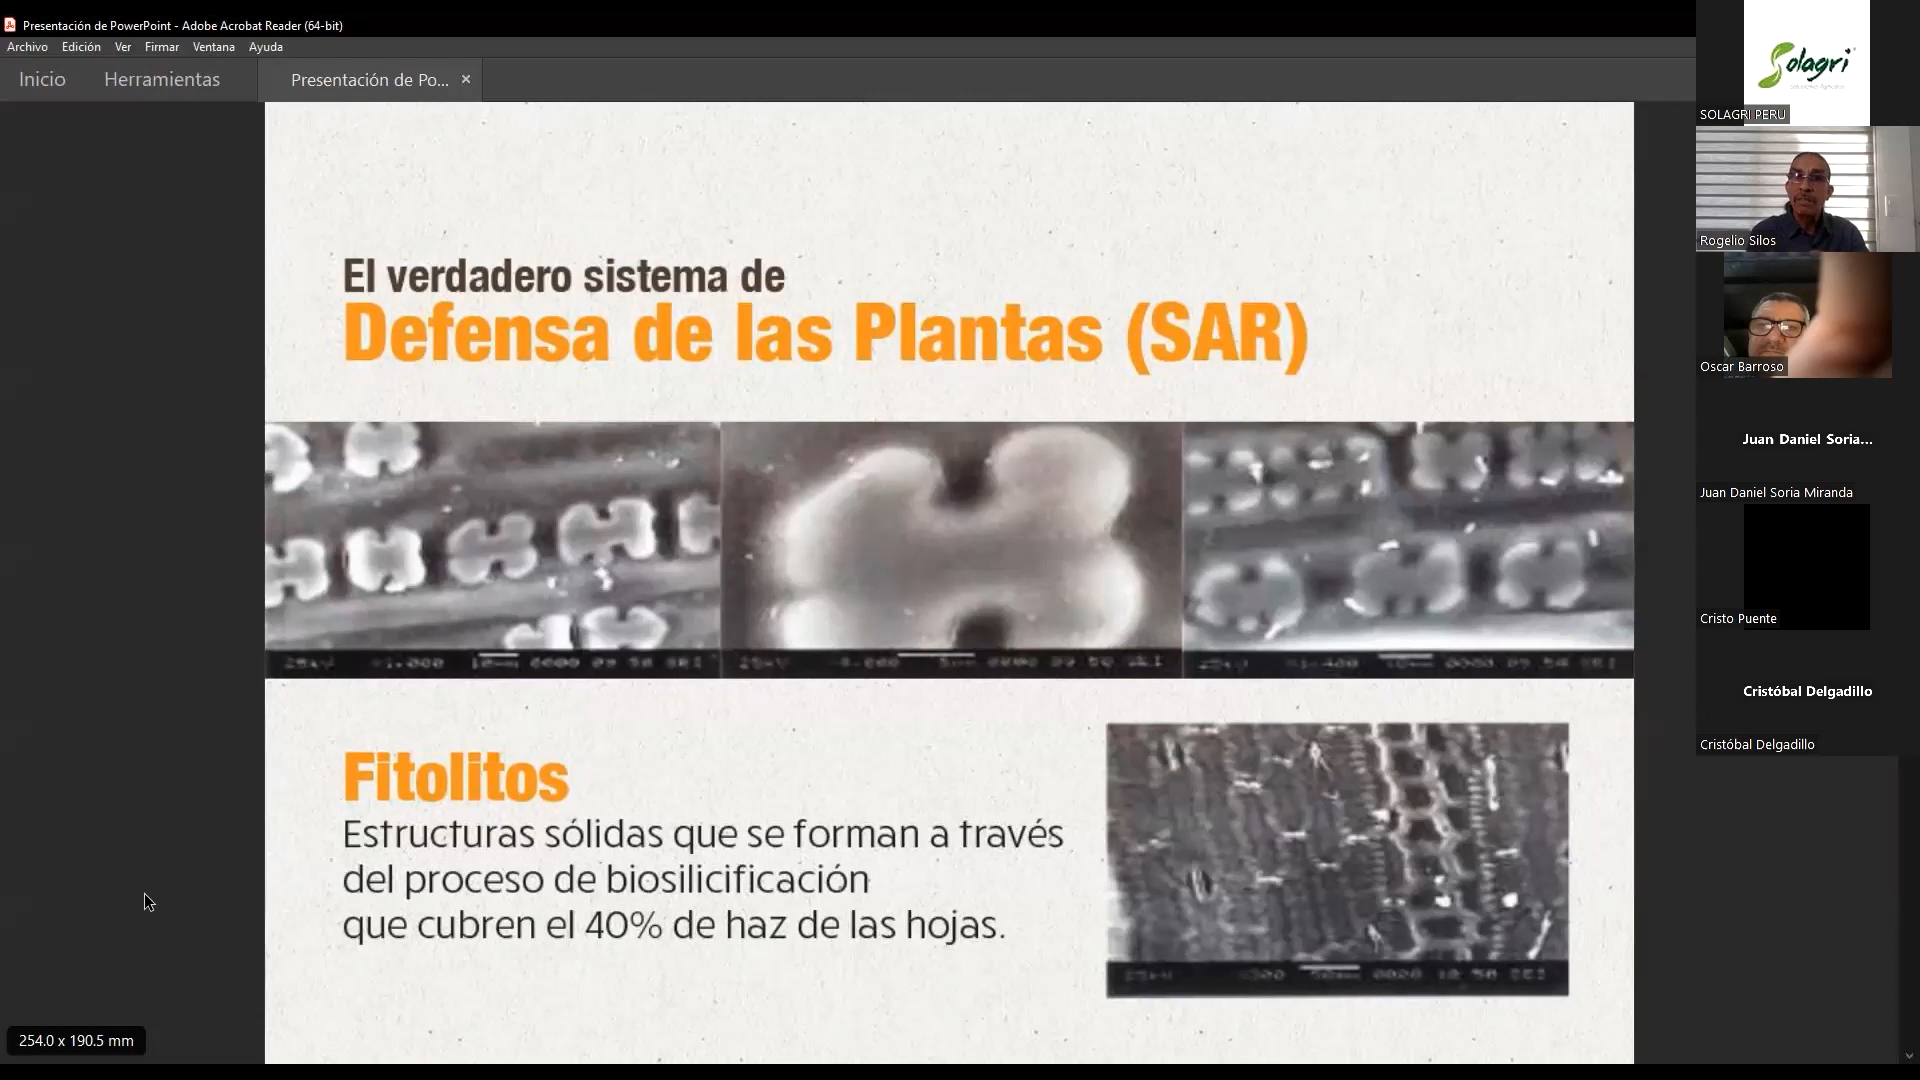 Presentación de PowerPoint - Adobe Acrobat Reader (64-bit)
Archivo Edición Ver Firmar Ventana Ayuda
Inicio Herramientas Presentación de Po... ×
El verdadero sistema de
Defensa de las Plantas (SAR)
Fitolitos
Estructuras sólidas que se forman a través
del proceso de biosilicificación
que cubren el 40% de haz de las hojas.
254.0 x 190.5 mm
Solagri
SOLAGRI PERU
Rogelio Silos
Oscar Barroso
Juan Daniel Soria...
Juan Daniel Soria Miranda
Cristo Puente
Cristóbal Delgadillo
Cristóbal Delgadillo